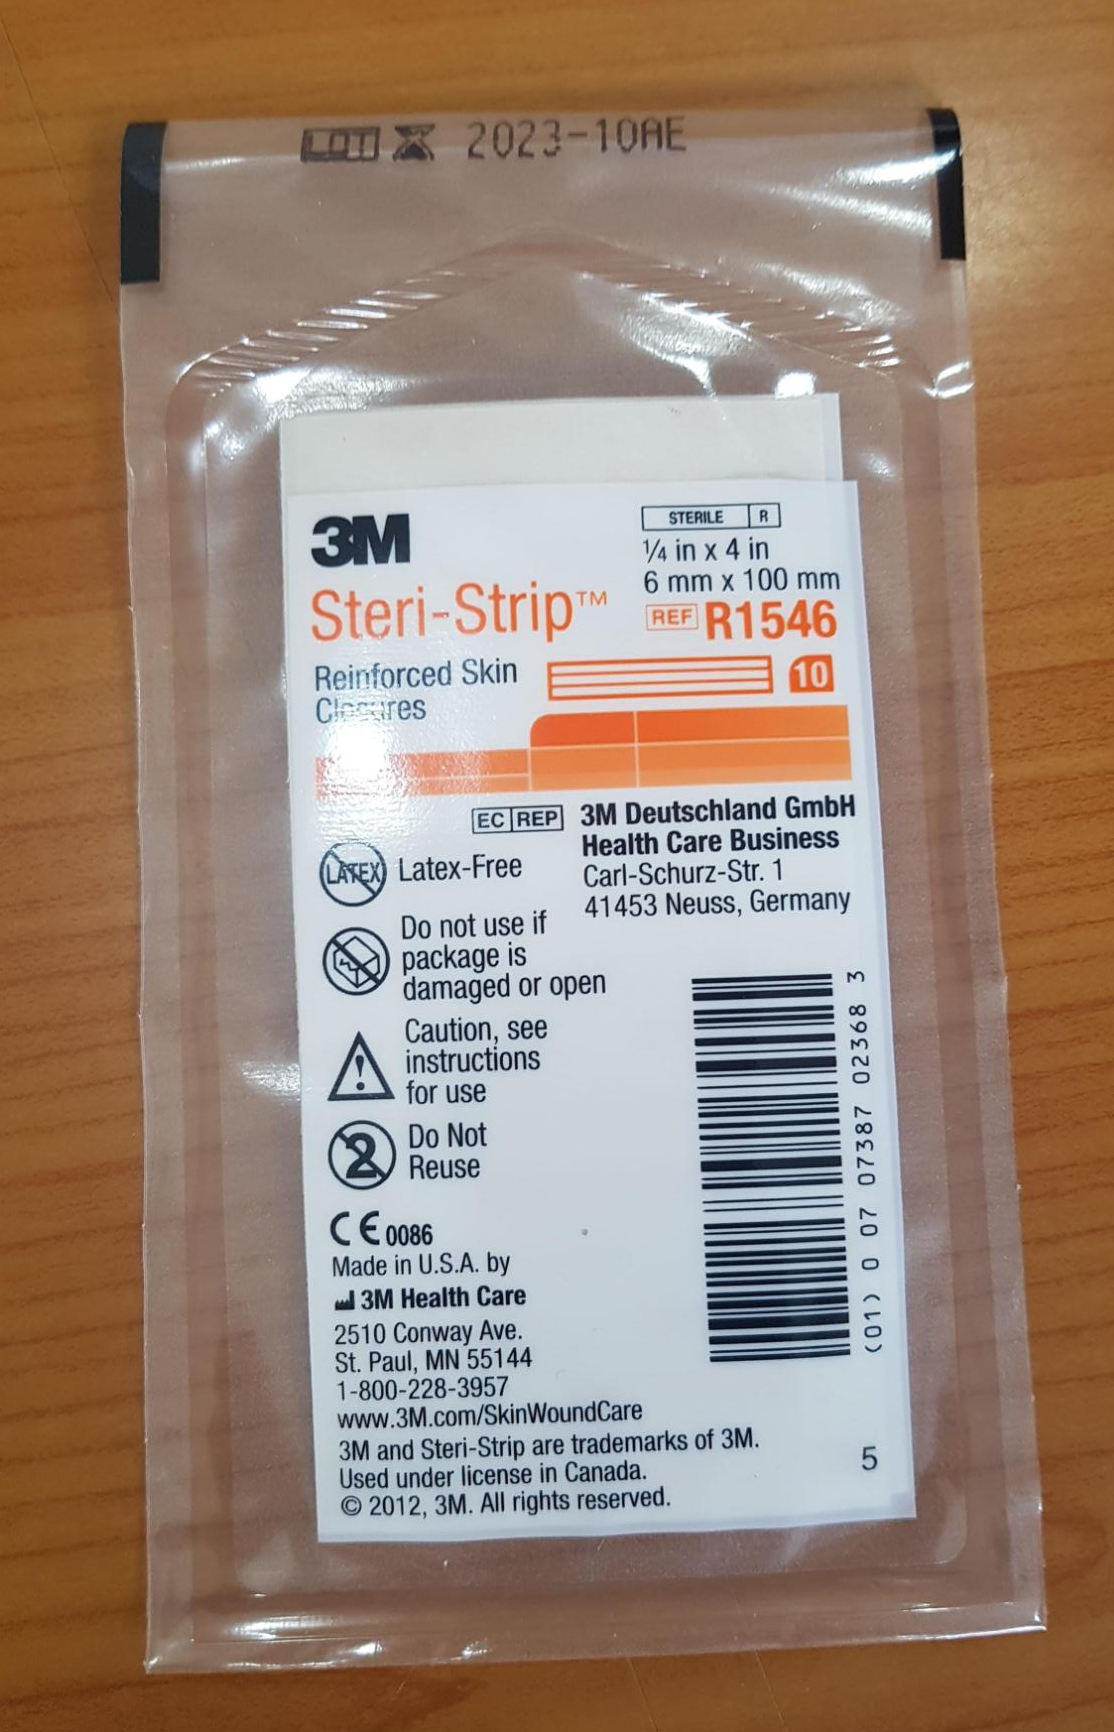 LOT 2023-10AE
3M
Steri-Strip™
Reinforced Skin
Closures
STERILE R
¼ in x 4 in
6 mm x 100 mm
REF R1546
10
EC REP 3M Deutschland GmbH
Health Care Business
Carl-Schurz-Str. 1
41453 Neuss, Germany
LATEX Latex-Free
Do not use if
package is
damaged or open
Caution, see
instructions
for use
2 Do Not
Reuse
CE 0086
Made in U.S.A. by
3M Health Care
2510 Conway Ave.
St. Paul, MN 55144
1-800-228-3957
www.3M.com/SkinWoundCare
3M and Steri-Strip are trademarks of 3M.
Used under license in Canada.
© 2012, 3M. All rights reserved.
(01) 0 07 07387 02368 3
5